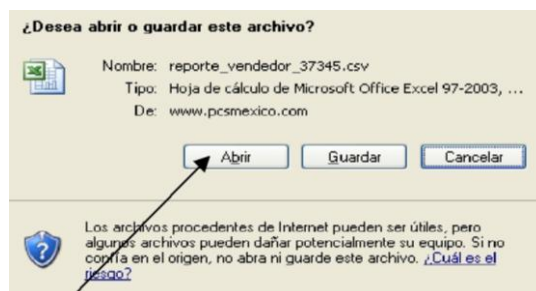 ¿Desea abrir o guardar este archivo?
Nombre: reporte_vendedor_37345.csv
Tipo: Hoja de cálculo de Microsoft Office Excel 97-2003, ...
De: www.pcsmexico.com
Abrir Guardar Cancelar
Los archivos procedentes de Internet pueden ser útiles, pero
algunos archivos pueden dañar potencialmente su equipo. Si no
confía en el origen, no abra ni guarde este archivo. ¿Cuál es el
riesgo?